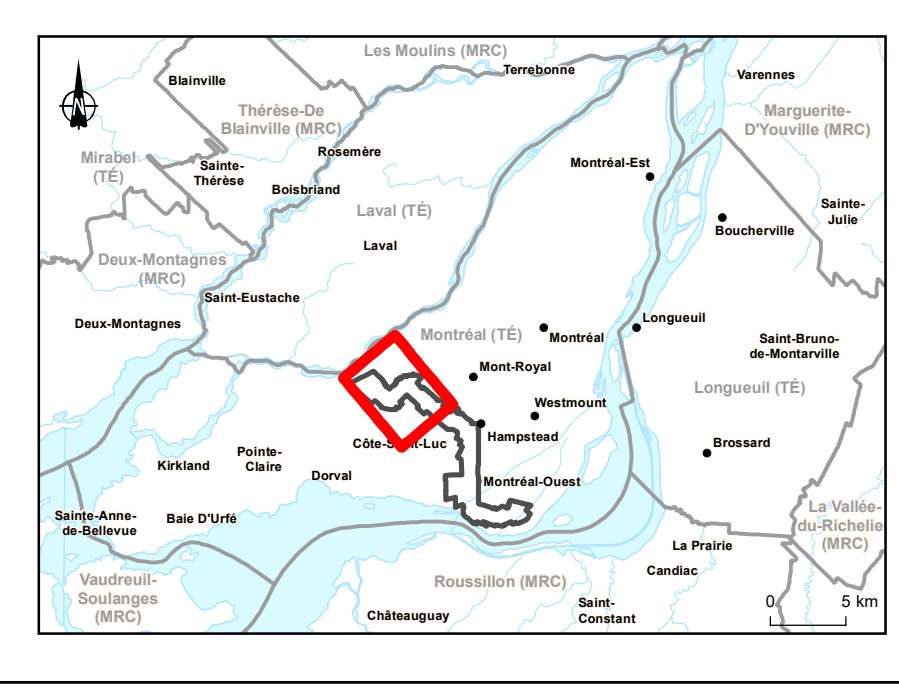 Les Moulins (MRC)
Terrebonne
Varennes
Blainville
Thérèse-De
Blainville (MRC)
Marguerite-
D'Youville (MRC)
N
Mirabel
(TÉ)
Rosemère
Sainte-
Thérèse
Montréal-Est
Boisbriand
Laval (TÉ)
Sainte-
Julie
Boucherville
Laval
Deux-Montagnes
(MRC)
Saint-Eustache
Deux-Montagnes
Longueuil
Montréal (TÉ)
Montréal
Saint-Bruno-
de-Montarville
Mont-Royal
Longueuil (TÉ)
Westmount
Hampstead
Côte-Saint-Luc
Brossard
Pointe-
Claire
Kirkland
Dorval
Montréal-Ouest
Sainte-Anne-
de-Bellevue
Baie D'Urfé
La Vallée-
du-Richelie
(MRC)
La Prairie
Candiac
Vaudreuil-
Soulanges
(MRC)
Roussillon (MRC)
Châteauguay
Saint-
Constant
0 5 km